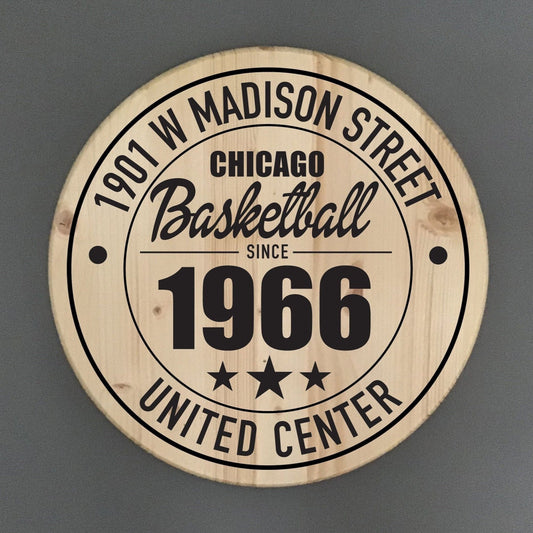 1901 W MADISON STREET
CHICAGO
Basketball
SINCE
1966
UNITED CENTER